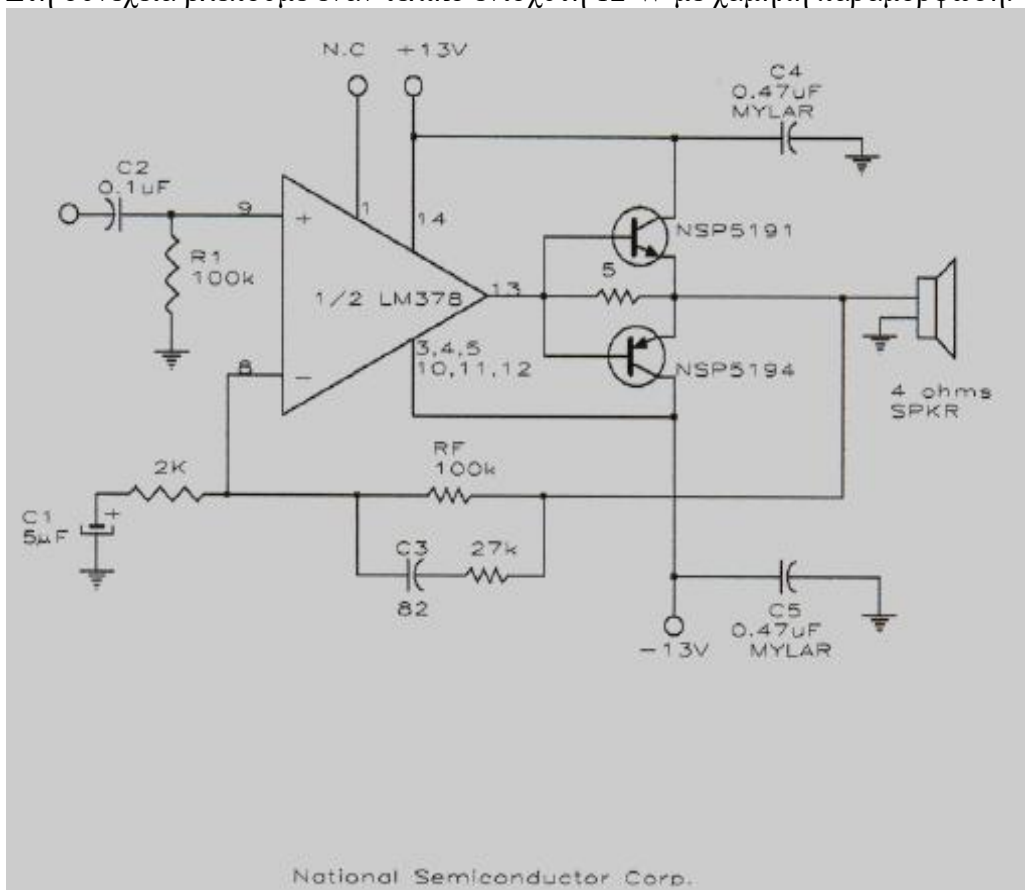 N.C +13V
C4
0.47uF
MYLAR
C2
0.1uF
9
+
1
14
NSP5191
R1
100k
5
1/2 LM378
13
3,4,5
10,11,12
8
−
NSP5194
4 ohms
SPKR
RF
100k
2K
C1
5µF
+
C3
27k
82
C5
0.47uF
MYLAR
−13V
National Semiconductor Corp.